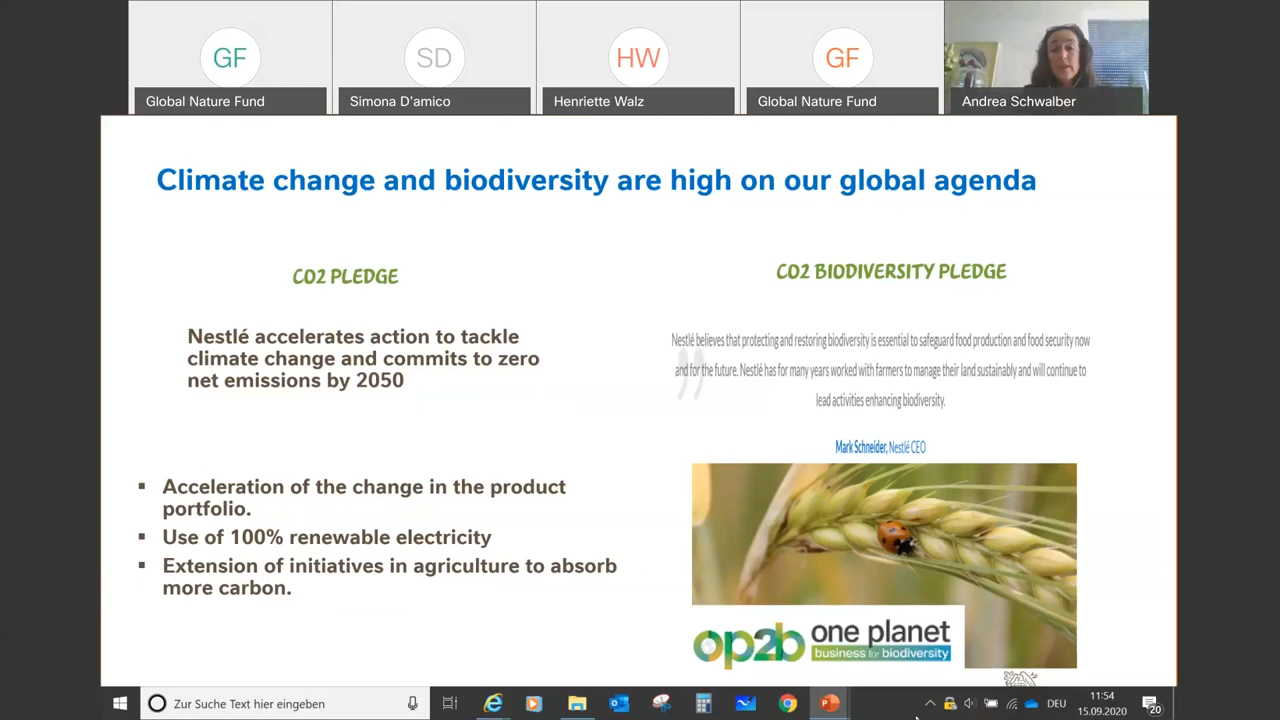 GF
SD
HW
GF
Global Nature Fund
Simona D'amico
Henriette Walz
Global Nature Fund
Andrea Schwalber
Climate change and biodiversity are high on our global agenda
CO2 PLEDGE
Nestlé accelerates action to tackle
climate change and commits to zero
net emissions by 2050
▪ Acceleration of the change in the product
portfolio.
▪ Use of 100% renewable electricity
▪ Extension of initiatives in agriculture to absorb
more carbon.
CO2 BIODIVERSITY PLEDGE
Nestlé believes that protecting and restoring biodiversity is essential to safeguard food production and food security now
and for the future. Nestlé has for many years worked with farmers to manage their land sustainably and will continue to
lead activities enhancing biodiversity.
"
Mark Schneider, Nestlé CEO
op2b one planet
business for biodiversity
Zur Suche Text hier eingeben
DEU
11:54
15.09.2020
20